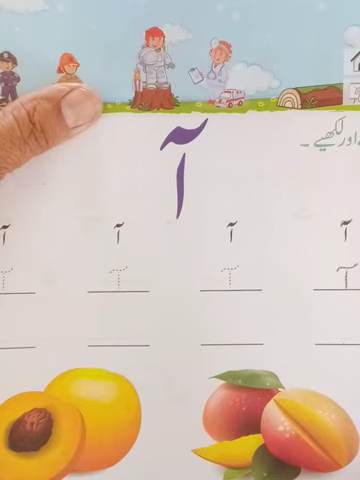 اور لکھیے ۔
آ
آ آ آ آ
آ آ آ آ